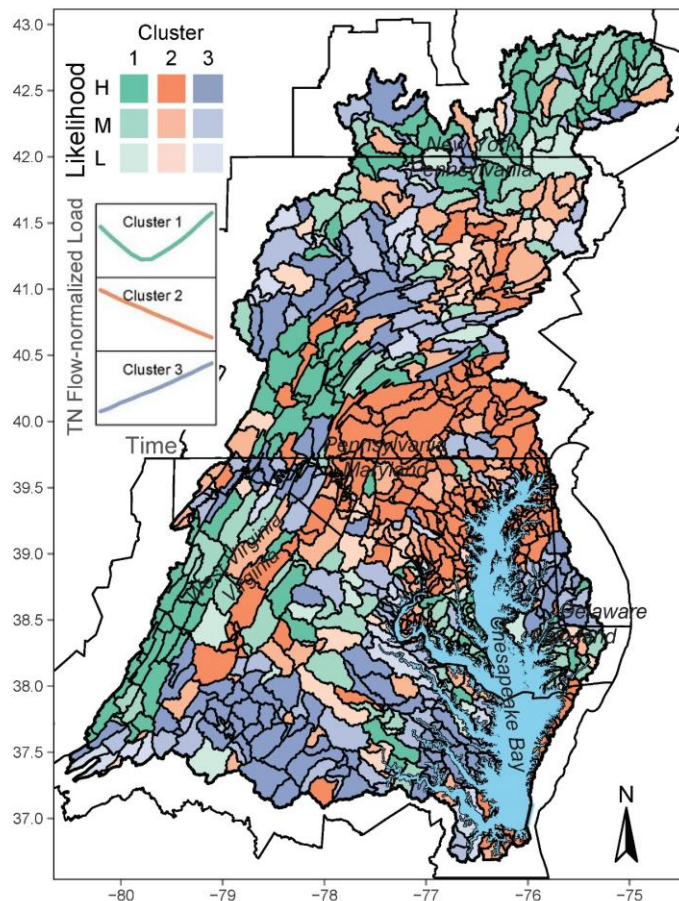 43.0
42.5
42.0
41.5
41.0
40.5
40.0
39.5
39.0
38.5
38.0
37.5
37.0
Cluster
1 2 3
Likelihood
H
M
L
TN Flow-normalized Load
Cluster 1
Cluster 2
Cluster 3
Time
New York
Pennsylvania
Pennsylvania
Maryland
West Virginia
Virginia
Delaware
Maryland
Chesapeake Bay
N
−80 −79 −78 −77 −76 −75